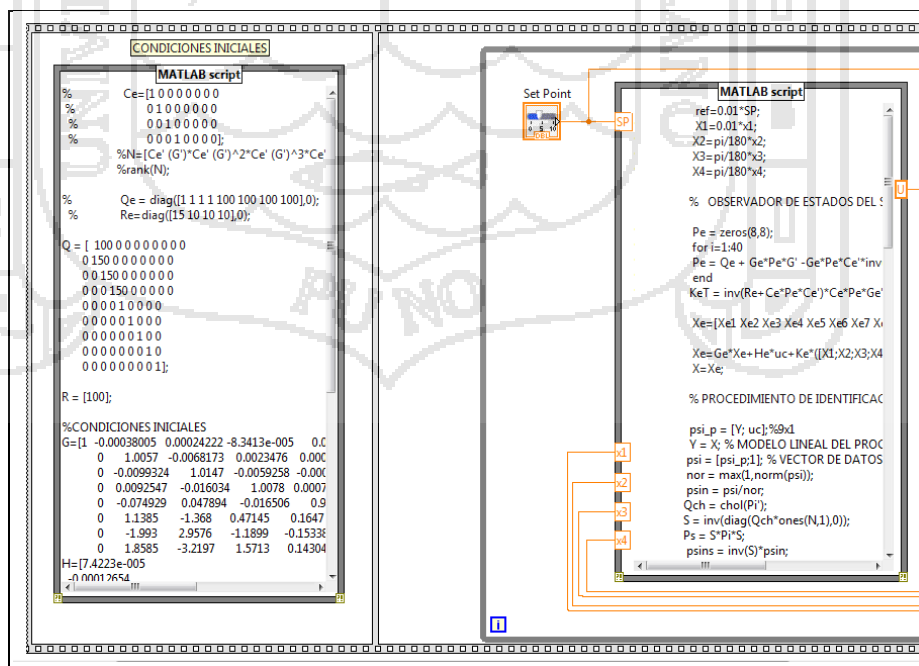 CONDICIONES INICIALES
MATLAB script
% Ce=[1 0 0 0 0 0 0 0
% 0 1 0 0 0 0 0 0
% 0 0 1 0 0 0 0 0
% 0 0 0 1 0 0 0 0];
%N=[Ce' (G')*Ce' (G')^2*Ce' (G')^3*Ce'
%rank(N);
% Qe = diag([1 1 1 1 100 100 100 100],0);
% Re=diag([15 10 10 10],0);
Q = [ 100 0 0 0 0 0 0 0 0
0 150 0 0 0 0 0 0 0
0 0 150 0 0 0 0 0 0
0 0 0 150 0 0 0 0 0
0 0 0 0 1 0 0 0 0
0 0 0 0 0 1 0 0 0
0 0 0 0 0 0 1 0 0
0 0 0 0 0 0 0 1 0
0 0 0 0 0 0 0 0 1];
R = [100];
%CONDICIONES INICIALES
G=[1 -0.00038005 0.00024222 -8.3413e-005 0.0
0 1.0057 -0.0068173 0.0023476 0.000
0 -0.0099324 1.0147 -0.0059258 -0.000
0 0.0092547 -0.016034 1.0078 0.0007
0 -0.074929 0.047894 -0.016506 0.9
0 1.1385 -1.368 0.47145 0.1647
0 -1.993 2.9576 -1.1899 -0.15338
0 1.8585 -3.2197 1.5713 0.14304
H=[7.4223e-005
-0.00012654
Set Point
0 5 10
DBL
SP
MATLAB script
ref=0.01*SP;
X1=0.01*x1;
X2=pi/180*x2;
X3=pi/180*x3;
X4=pi/180*x4;
% OBSERVADOR DE ESTADOS DEL S
Pe = zeros(8,8);
for i=1:40
Pe = Qe + Ge*Pe*G' -Ge*Pe*Ce'*inv
end
KeT = inv(Re+Ce*Pe*Ce')*Ce*Pe*Ge'
Xe=[Xe1 Xe2 Xe3 Xe4 Xe5 Xe6 Xe7 X
Xe=Ge*Xe+He*uc+Ke*([X1;X2;X3;X4
X=Xe;
% PROCEDIMIENTO DE IDENTIFICAC
psi_p = [Y; uc];%9x1
Y = X; % MODELO LINEAL DEL PROC
psi = [psi_p;1]; % VECTOR DE DATOS
nor = max(1,norm(psi));
psin = psi/nor;
Qch = chol(Pi');
S = inv(diag(Qch*ones(N,1),0));
Ps = S*Pi*S;
psins = inv(S)*psin;
U
x1
x2
x3
x4
i
PUNO